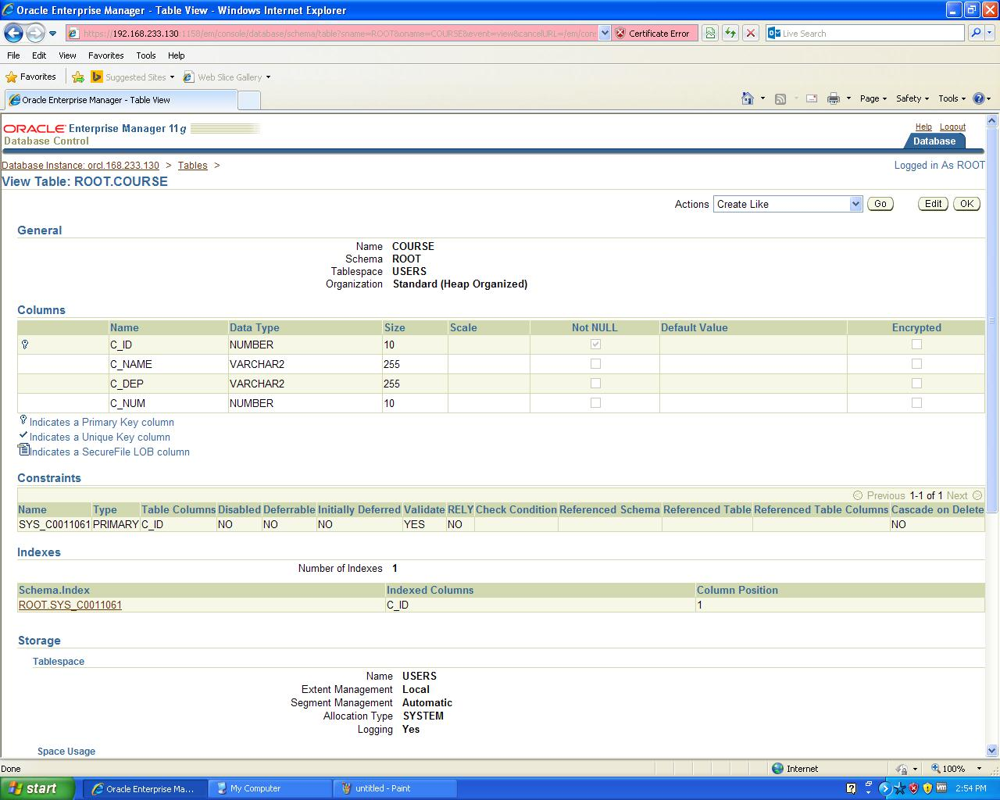 Oracle Enterprise Manager - Table View - Windows Internet Explorer
https://192.168.233.130:1158/em/console/database/schema/table?sname=ROOT&oname=COURSE&event=view&cancelURL=/em/con Certificate Error Live Search
File Edit View Favorites Tools Help
Favorites Suggested Sites Web Slice Gallery
Oracle Enterprise Manager - Table View Page Safety Tools
ORACLE Enterprise Manager 11g Help Logout
Database Control Database
Database Instance: orcl.168.233.130 > Tables > Logged in As ROOT
View Table: ROOT.COURSE
Actions Create Like Go Edit OK
General
Name COURSE
Schema ROOT
Tablespace USERS
Organization Standard (Heap Organized)
Columns
Name Data Type Size Scale Not NULL Default Value Encrypted
C_ID NUMBER 10
C_NAME VARCHAR2 255
C_DEP VARCHAR2 255
C_NUM NUMBER 10
Indicates a Primary Key column
Indicates a Unique Key column
Indicates a SecureFile LOB column
Constraints
Previous 1-1 of 1 Next
Name Type Table Columns Disabled Deferrable Initially Deferred Validate RELY Check Condition Referenced Schema Referenced Table Referenced Table Columns Cascade on Delete
SYS_C0011061 PRIMARY C_ID NO NO NO YES NO NO
Indexes
Number of Indexes 1
Schema.Index Indexed Columns Column Position
ROOT.SYS_C0011061 C_ID 1
Storage
Tablespace
Name USERS
Extent Management Local
Segment Management Automatic
Allocation Type SYSTEM
Logging Yes
Space Usage
Done Internet 100%
start Oracle Enterprise Ma... My Computer untitled - Paint 2:54 PM